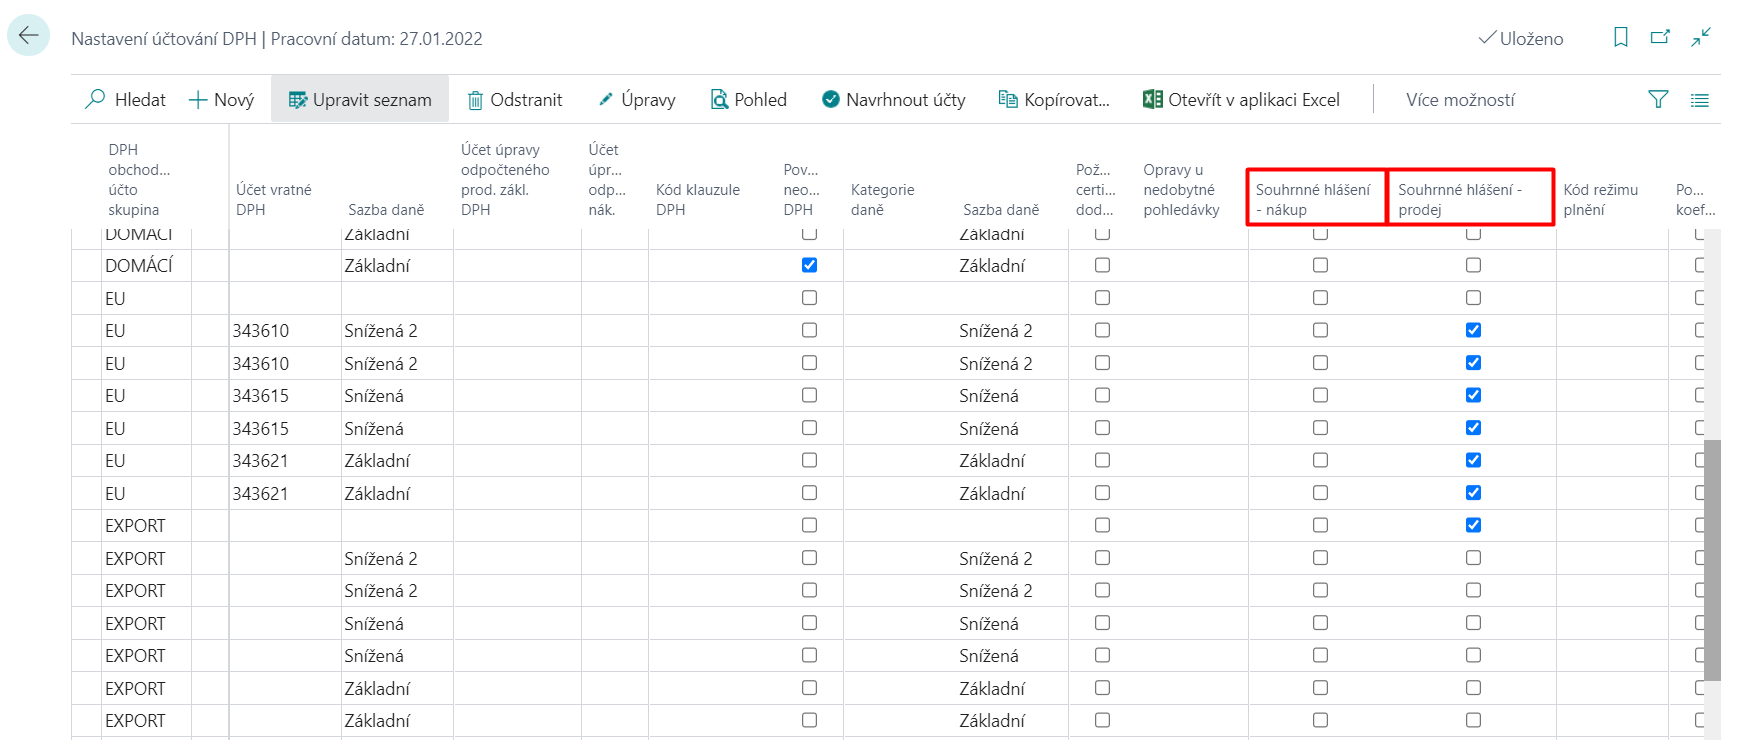 Nastavení účtování DPH | Pracovní datum: 27.01.2022
Uloženo
Hledat Nový Upravit seznam Odstranit Úpravy Pohled Navrhnout účty Kopírovat... Otevřít v aplikaci Excel Více možností
DPH obchod... účto skupina
Účet vratné DPH
Sazba daně
Účet úpravy odpočteného prod. zákl. DPH
Účet úpr... odp... nák.
Kód klauzule DPH
Pov... neo... DPH
Kategorie daně
Sazba daně
Pož... certi... dod...
Opravy u nedobytné pohledávky
Souhrnné hlášení - nákup
Souhrnné hlášení - prodej
Kód režimu plnění
Po... koef...
DOMÁCÍ Základní Základní
DOMÁCÍ Základní Základní
EU
EU 343610 Snížená 2 Snížená 2
EU 343610 Snížená 2 Snížená 2
EU 343615 Snížená Snížená
EU 343615 Snížená Snížená
EU 343621 Základní Základní
EU 343621 Základní Základní
EXPORT
EXPORT Snížená 2 Snížená 2
EXPORT Snížená 2 Snížená 2
EXPORT Snížená Snížená
EXPORT Snížená Snížená
EXPORT Základní Základní
EXPORT Základní Základní